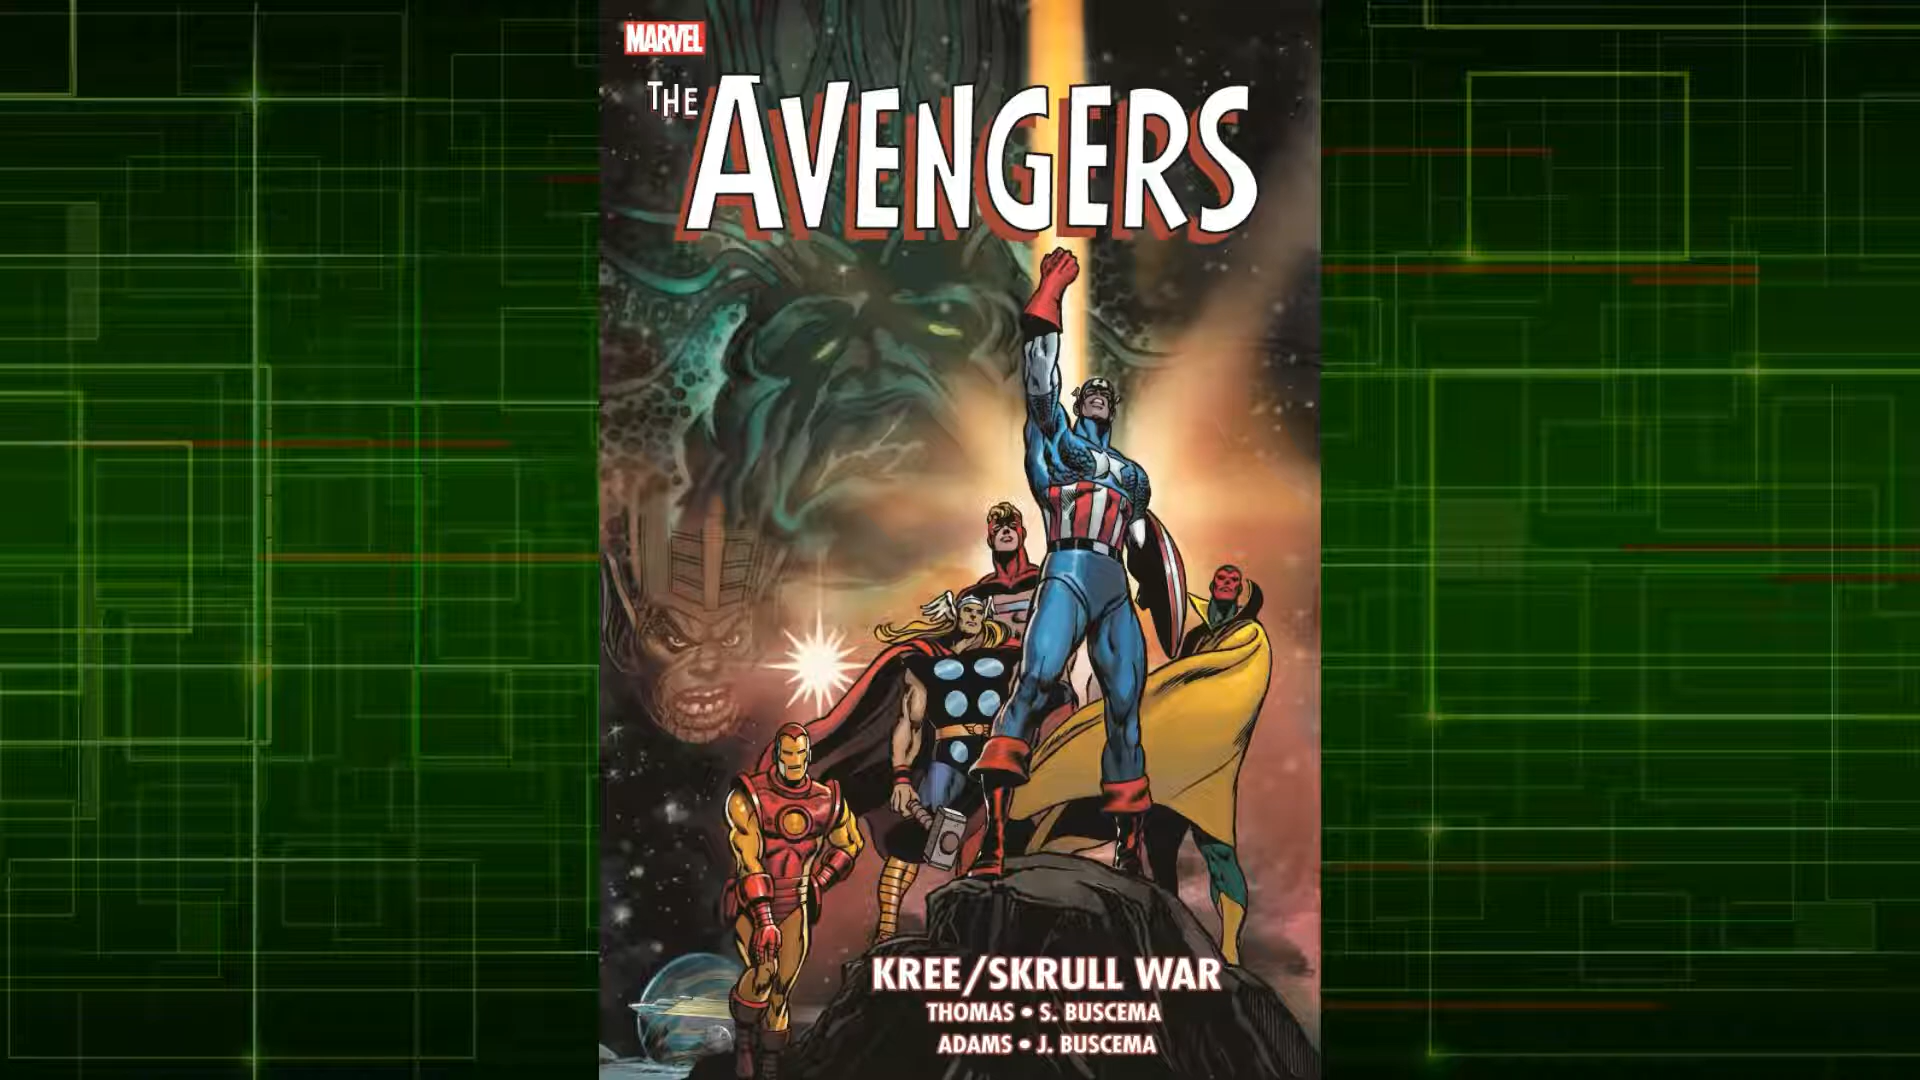 MARVEL
THE AVENGERS
KREE/SKRULL WAR
THOMAS • S. BUSCEMA
ADAMS • J. BUSCEMA